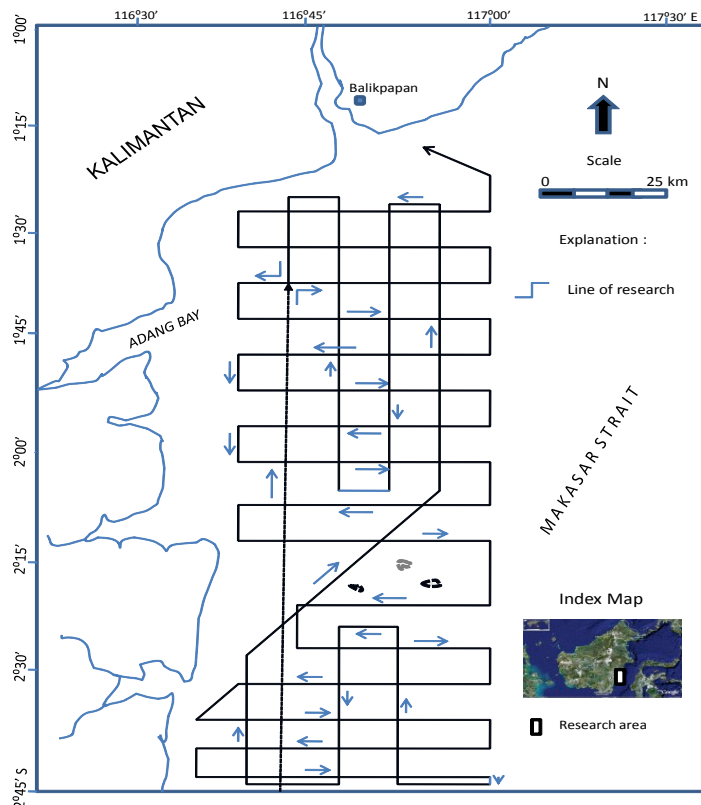 116°30' 116°45' 117°00' 117°30' E
1°00'
1°15'
1°30'
1°45'
2°00'
2°15'
2°30'
2°45' S
Balikpapan
KALIMANTAN
ADANG BAY
MAKASAR STRAIT
N
Scale
0 25 km
Explanation :
Line of research
Index Map
Research area